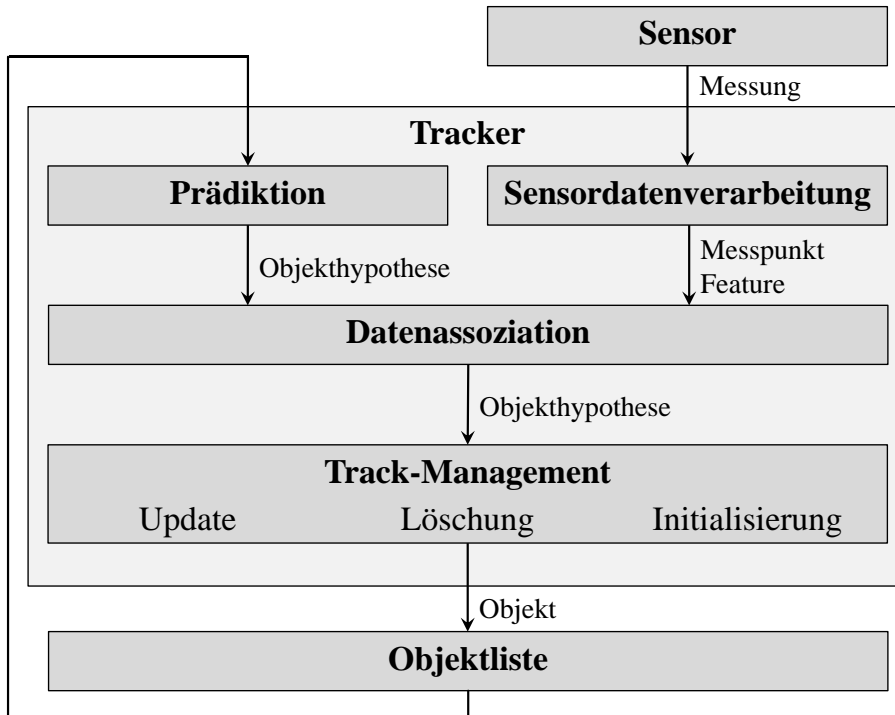 Sensor
Messung
Tracker
Prädiktion
Sensordatenverarbeitung
Objekthypothese
Messpunkt
Feature
Datenassoziation
Objekthypothese
Track-Management
Update Löschung Initialisierung
Objekt
Objektliste